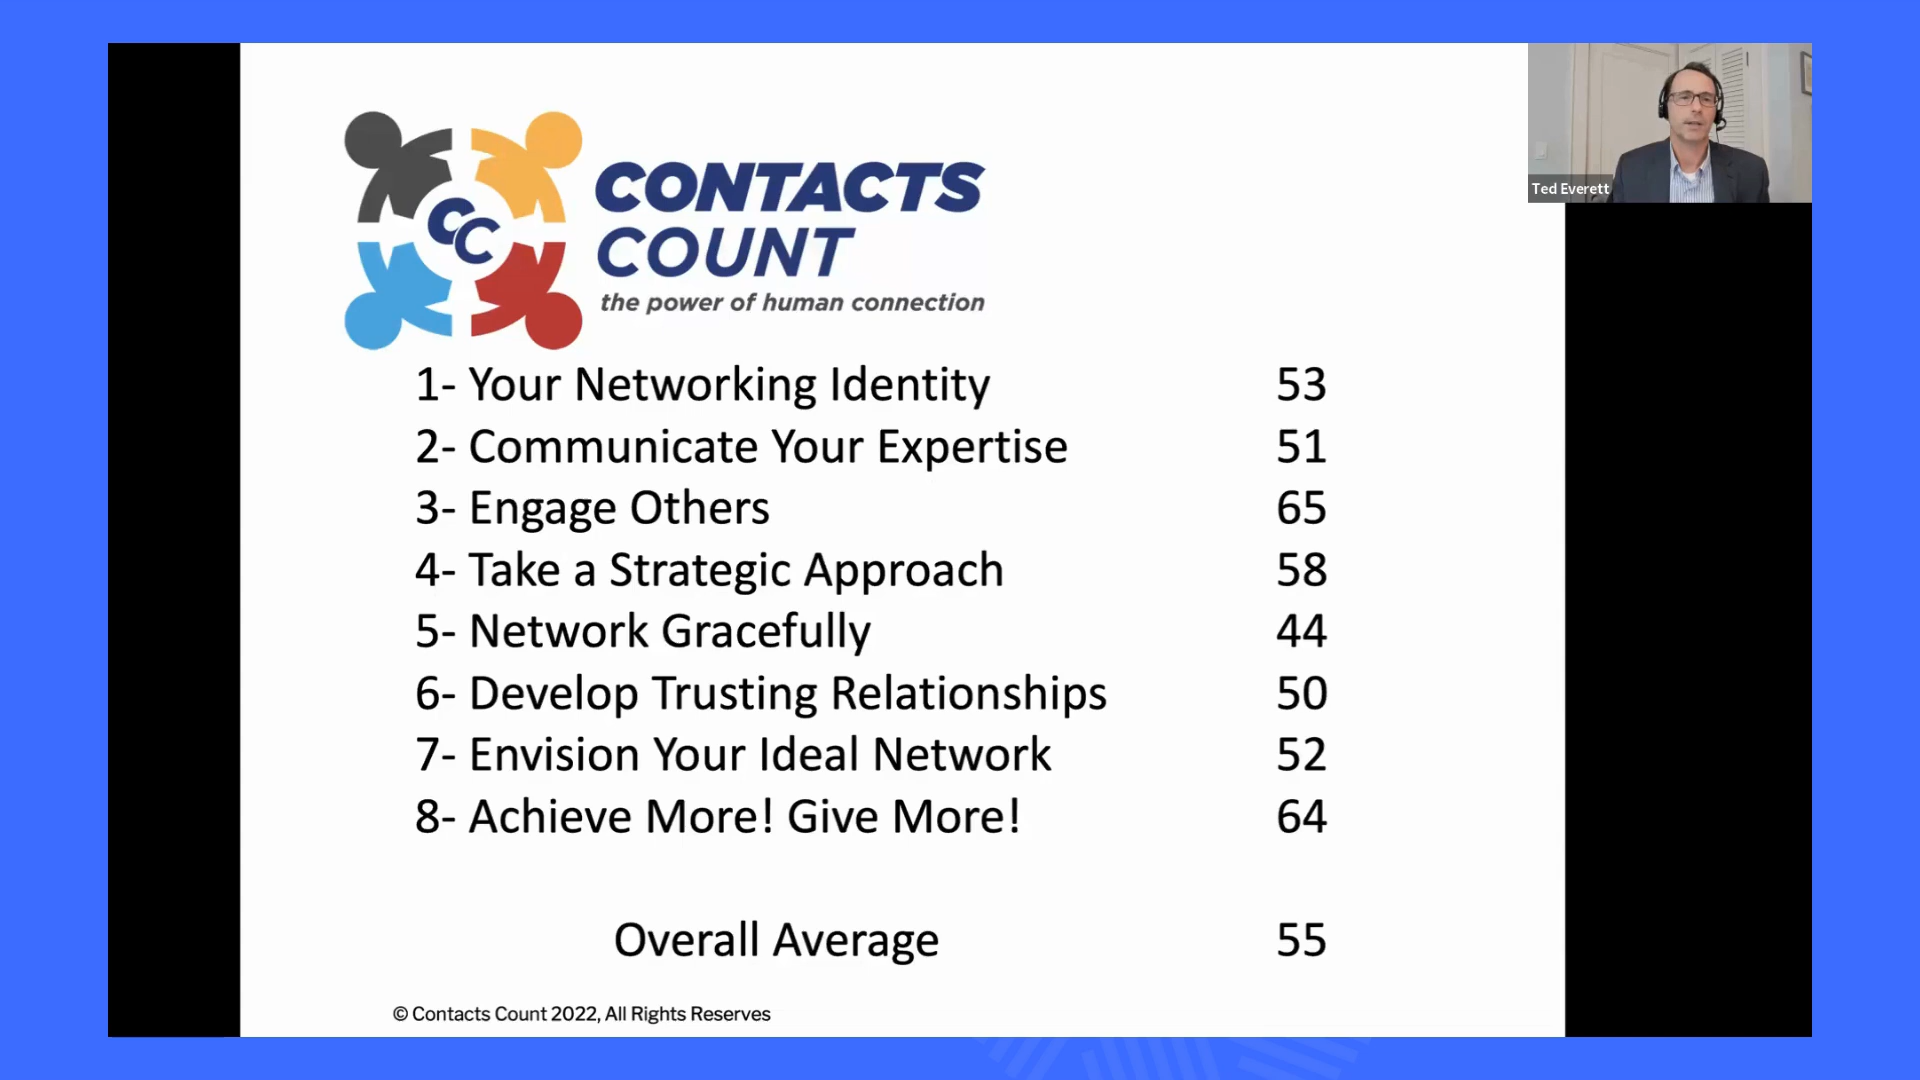 CC
CONTACTS
COUNT
the power of human connection
Ted Everett
1- Your Networking Identity 53
2- Communicate Your Expertise 51
3- Engage Others 65
4- Take a Strategic Approach 58
5- Network Gracefully 44
6- Develop Trusting Relationships 50
7- Envision Your Ideal Network 52
8- Achieve More! Give More! 64
Overall Average 55
© Contacts Count 2022, All Rights Reserves